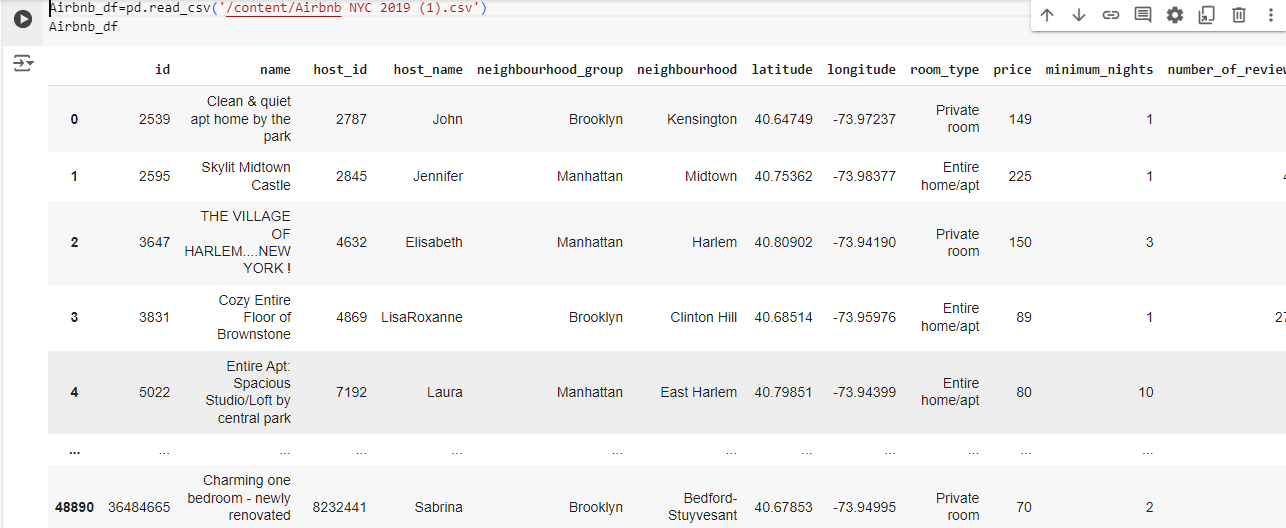 Airbnb_df=pd.read_csv('/content/Airbnb NYC 2019 (1).csv')
Airbnb_df
id name host_id host_name neighbourhood_group neighbourhood latitude longitude room_type price minimum_nights number_of_review
Clean & quiet
apt home by the
park
0 2539 2787 John Brooklyn Kensington 40.64749 -73.97237 Private
room 149 1
Skylit Midtown
Castle
1 2595 2845 Jennifer Manhattan Midtown 40.75362 -73.98377 Entire
home/apt 225 1
THE VILLAGE
OF
HARLEM....NEW
YORK !
2 3647 4632 Elisabeth Manhattan Harlem 40.80902 -73.94190 Private
room 150 3
Cozy Entire
Floor of
Brownstone
3 3831 4869 LisaRoxanne Brooklyn Clinton Hill 40.68514 -73.95976 Entire
home/apt 89 1 27
Entire Apt:
Spacious
Studio/Loft by
central park
4 5022 7192 Laura Manhattan East Harlem 40.79851 -73.94399 Entire
home/apt 80 10
... ... ... ... ... ... ... ... ... ... ... ...
Charming one
bedroom - newly
renovated
48890 36484665 8232441 Sabrina Brooklyn Bedford-
Stuyvesant 40.67853 -73.94995 Private
room 70 2